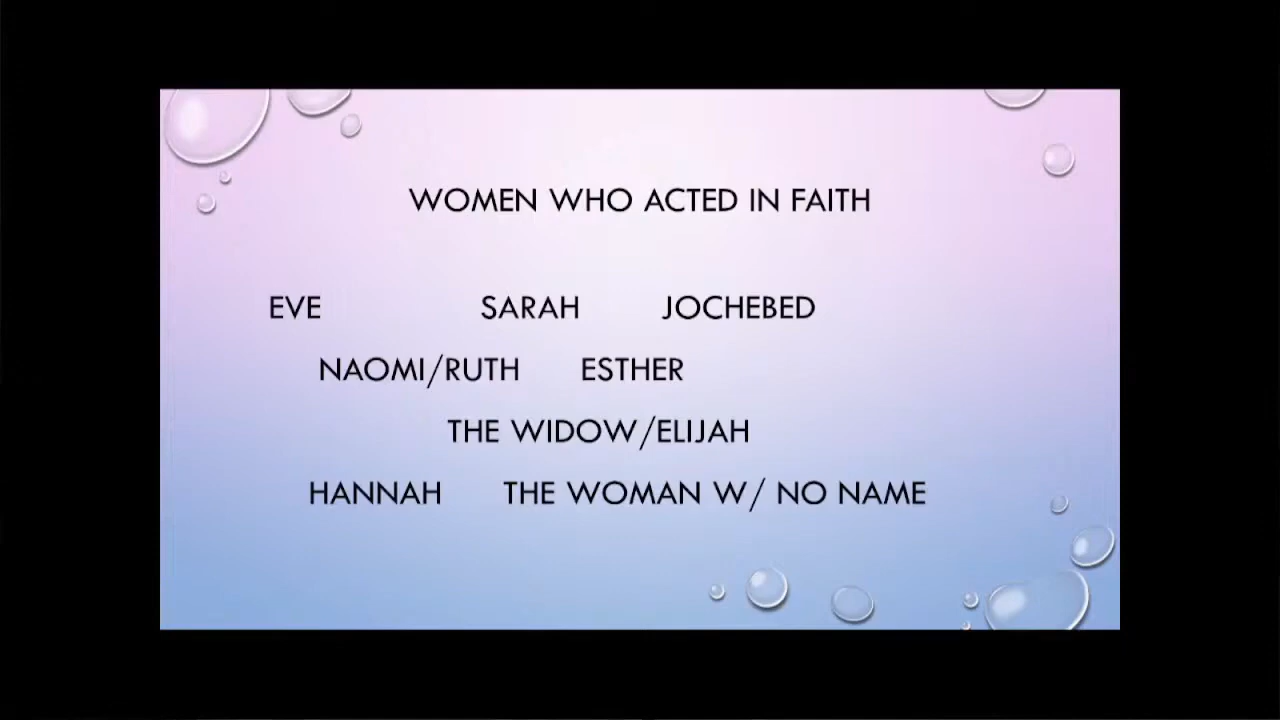 WOMEN WHO ACTED IN FAITH
EVE SARAH JOCHEBED
NAOMI/RUTH ESTHER
THE WIDOW/ELIJAH
HANNAH THE WOMAN W/ NO NAME